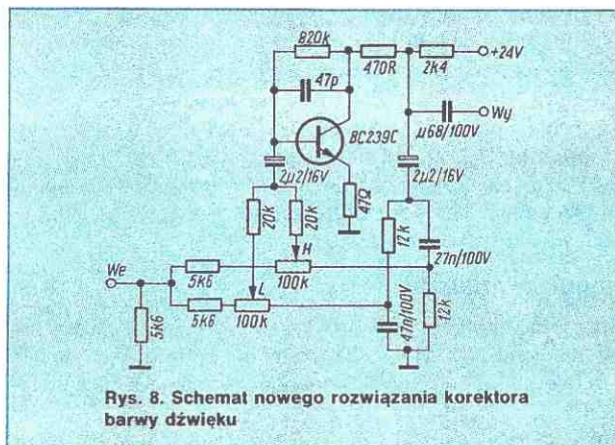 820k
470R
2k4
+24V
47p
BC239C
µ68/100V
Wy
2µ2/16V
2µ2/16V
47Ω
20k
20k
12k
27n/100V
H
We
5k6
100k
L
5k6
100k
47n/100V
12k
5k6
Rys. 8. Schemat nowego rozwiązania korektora
barwy dźwięku